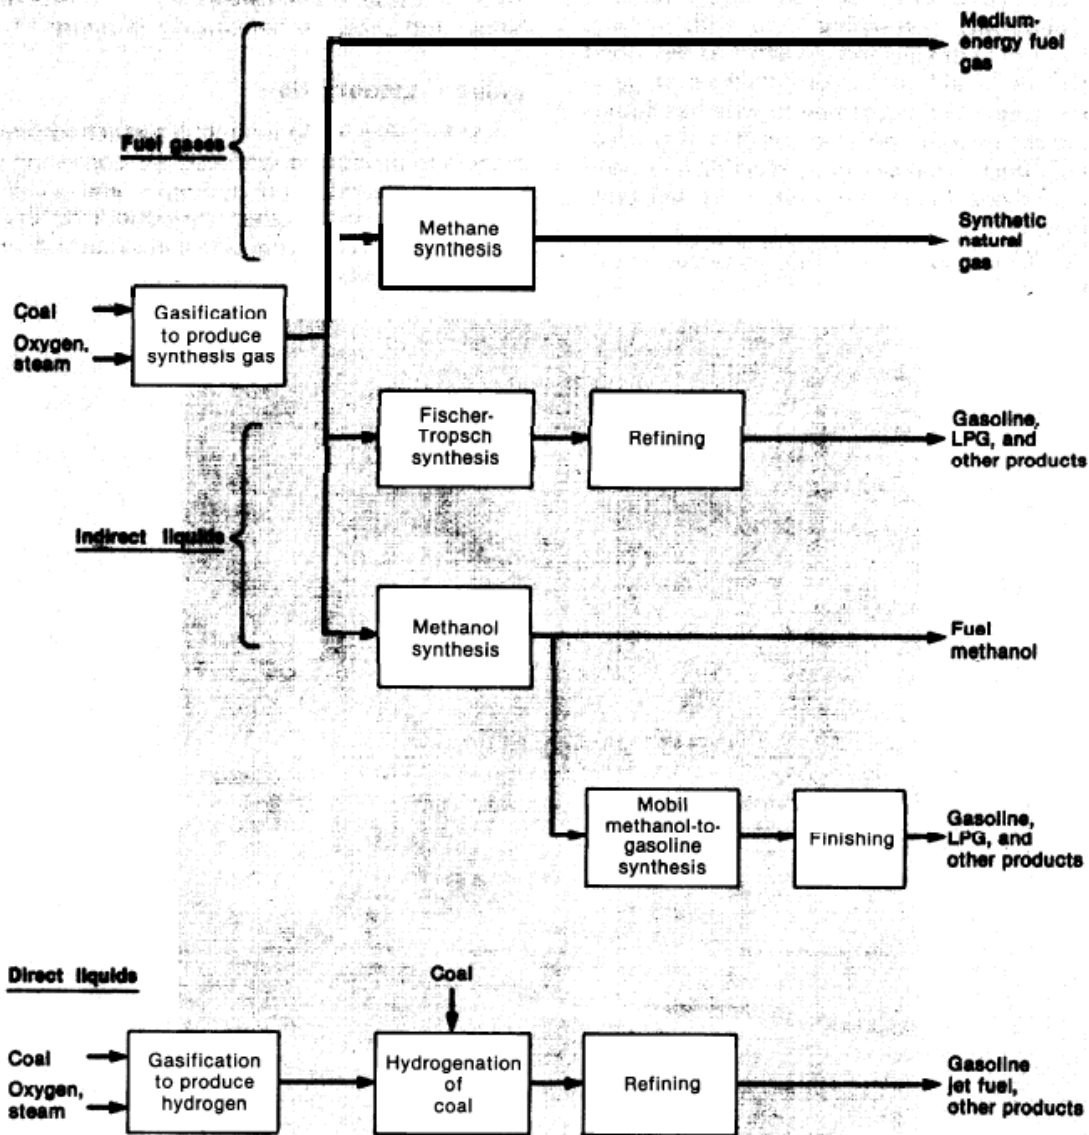 Medium-
energy fuel
gas
Fuel gases
Methane
synthesis
Synthetic
natural
gas
Coal
Oxygen,
steam
Gasification
to produce
synthesis gas
Fischer-
Tropsch
synthesis
Refining
Gasoline,
LPG, and
other products
Indirect liquids
Methanol
synthesis
Fuel
methanol
Mobil
methanol-to-
gasoline
synthesis
Finishing
Gasoline,
LPG, and
other products
Direct liquids
Coal
Coal
Oxygen,
steam
Gasification
to produce
hydrogen
Hydrogenation
of
coal
Refining
Gasoline
jet fuel,
other products